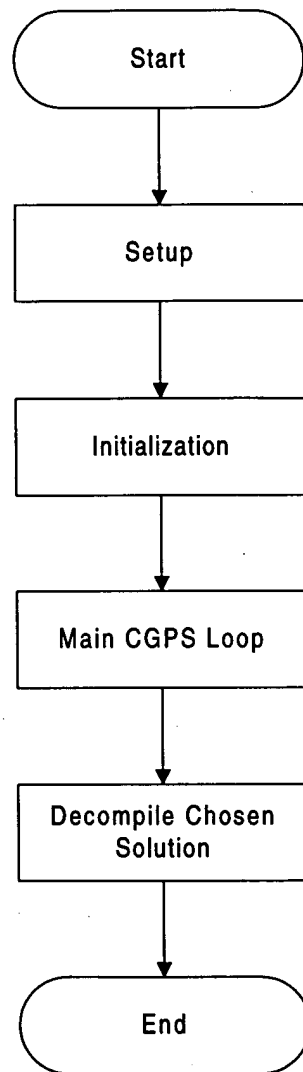 Start
Setup
Initialization
Main CGPS Loop
Decompile Chosen
Solution
End